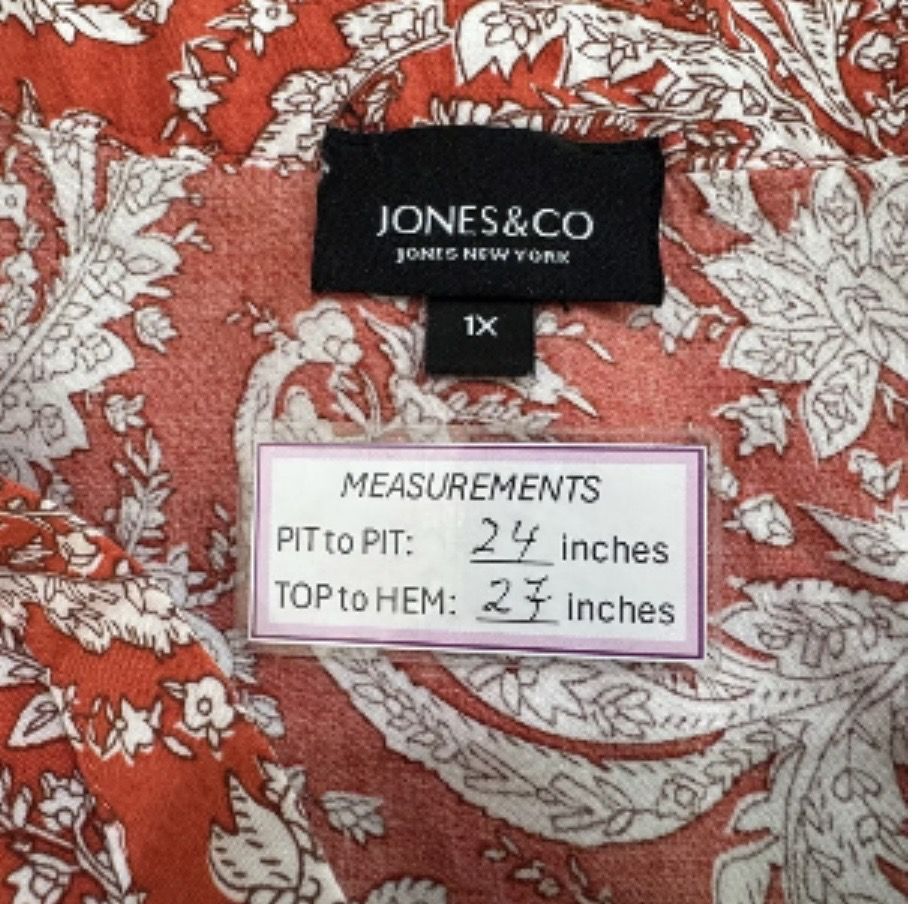 JONES&CO
JONES NEW YORK
1X
MEASUREMENTS
PIT to PIT: 24 inches
TOP to HEM: 27 inches